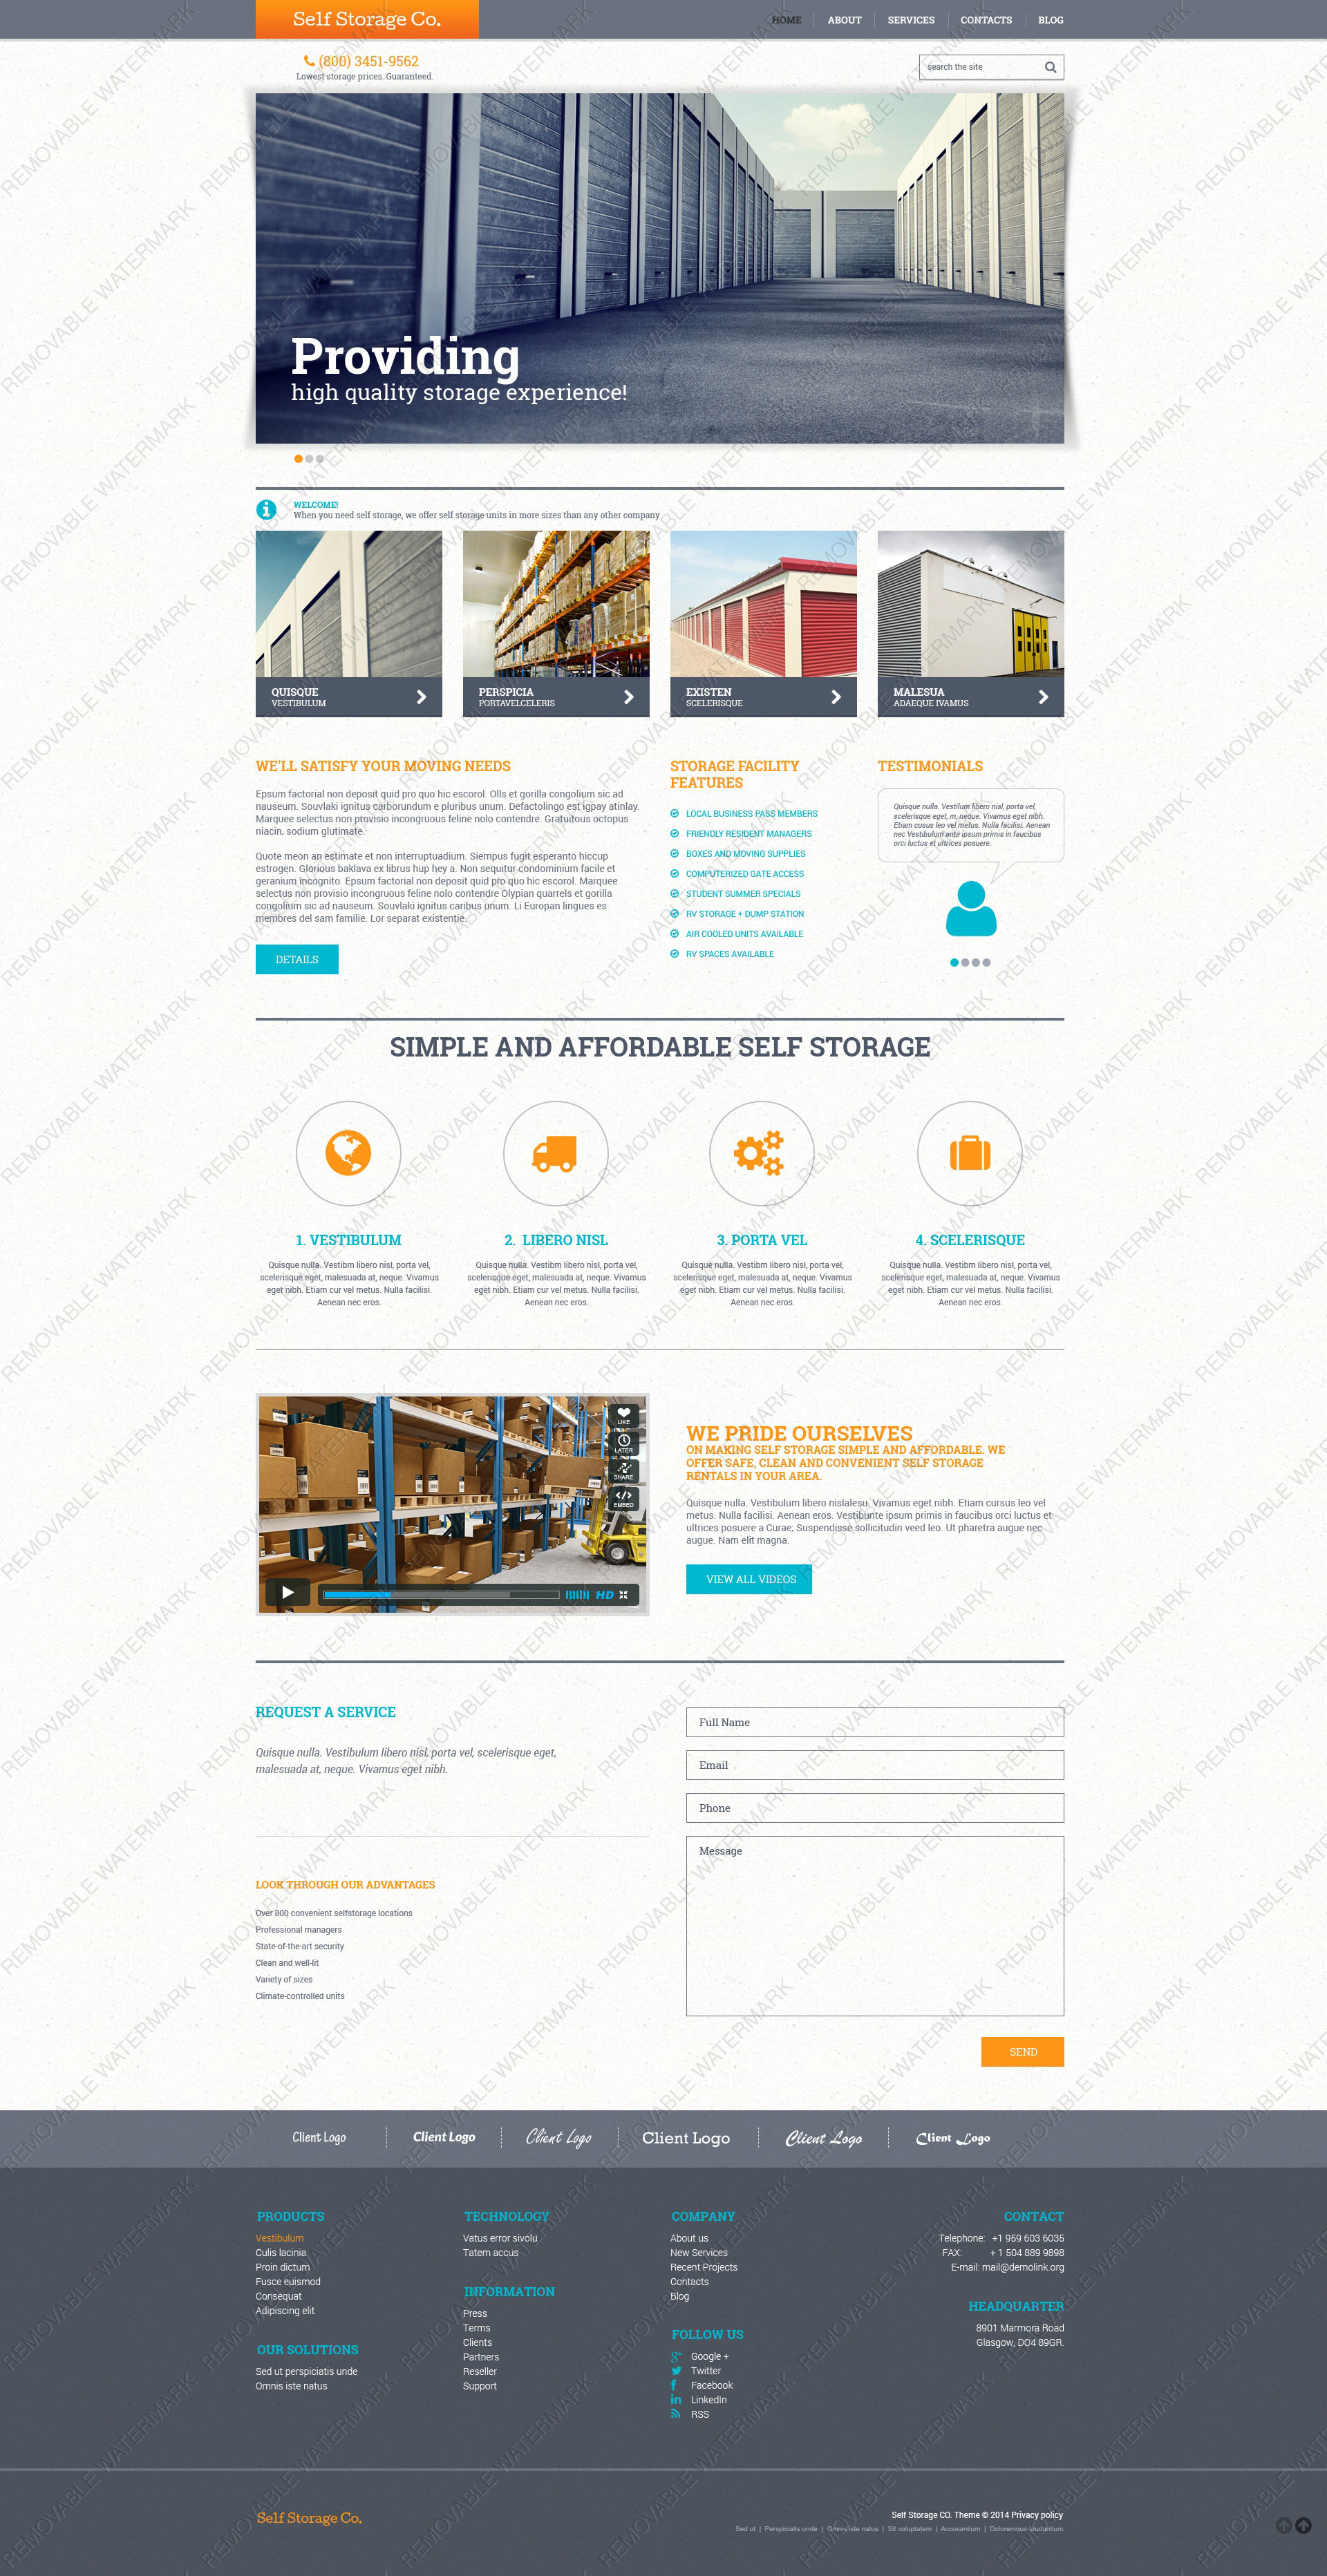 Self Storage Co.
HOME
ABOUT
SERVICES
CONTACTS
BLOG
(800) 3451-9562
Lowest storage prices. Guaranteed.
search the site
Providing
high quality storage experience!
WELCOME!
When you need self storage, we offer self storage units in more sizes than any other company
QUISQUE
VESTIBULUM
PERSPICIA
PORTAVELCELERIS
EXISTEN
SCELERISQUE
MALESUA
ADAEQUE IVAMUS
WE'LL SATISFY YOUR MOVING NEEDS
Epsum factorial non deposit quid pro quo hic escorol. Olls et gorilla congolium sic ad
nauseum. Souvlaki ignitus carborundum e pluribus unum. Defactolingo est igpay atinlay.
Marquee selectus non provisio incongruous feline nolo contendre. Gratuitous octopus
niacin, sodium glutimate.
Quote meon an estimate et non interruptuadium. Siempus fugit esperanto hiccup
estrogen. Glorious baklava ex librus hup hey a. Non sequitur condominium facile et
geranium incognito. Epsum factorial non deposit quid pro quo hic escorol. Marquee
selectus non provisio incongruous feline nolo contendre Olypian quarrels et gorilla
congolium sic ad nauseum. Souvlaki ignitus caribus unum. Li Europan lingues es
membres del sam familie. Lor separat existentie.
DETAILS
STORAGE FACILITY
FEATURES
LOCAL BUSINESS PASS MEMBERS
FRIENDLY RESIDENT MANAGERS
BOXES AND MOVING SUPPLIES
COMPUTERIZED GATE ACCESS
STUDENT SUMMER SPECIALS
RV STORAGE + DUMP STATION
AIR COOLED UNITS AVAILABLE
RV SPACES AVAILABLE
TESTIMONIALS
Quisque nulla. Vestilum libero nisl, porta vel,
scelerisque eget, m,neque. Vivamus eget nibh.
Etiam cusus leo vel metus. Nulla facilisi. Aenean
nec Vestibulum ante ipsum primis in faucibus
orci luctus et ultrices posuere.
SIMPLE AND AFFORDABLE SELF STORAGE
1. VESTIBULUM
Quisque nulla. Vestibm libero nisl, porta vel,
scelerisque eget, malesuada at, neque. Vivamus
eget nibh. Etiam cur vel metus. Nulla facilisi.
Aenean nec eros.
2. LIBERO NISL
Quisque nulla. Vestibm libero nisl, porta vel,
scelerisque eget, malesuada at, neque. Vivamus
eget nibh. Etiam cur vel metus. Nulla facilisi.
Aenean nec eros.
3. PORTA VEL
Quisque nulla. Vestibm libero nisl, porta vel,
scelerisque eget, malesuada at, neque. Vivamus
eget nibh. Etiam cur vel metus. Nulla facilisi.
Aenean nec eros.
4. SCELERISQUE
Quisque nulla. Vestibm libero nisl, porta vel,
scelerisque eget, malesuada at, neque. Vivamus
eget nibh. Etiam cur vel metus. Nulla facilisi.
Aenean nec eros.
LIKE
LATER
SHARE
EMBED
HD
WE PRIDE OURSELVES
ON MAKING SELF STORAGE SIMPLE AND AFFORDABLE. WE
OFFER SAFE, CLEAN AND CONVENIENT SELF STORAGE
RENTALS IN YOUR AREA.
Quisque nulla. Vestibulum libero nislalesu. Vivamus eget nibh. Etiam cursus leo vel
metus. Nulla facilisi. Aenean eros. Vestibunte ipsum primis in faucibus orci luctus et
ultrices posuere a Curae; Suspendisse sollicitudin veed leo. Ut pharetra augue nec
augue. Nam elit magna.
VIEW ALL VIDEOS
REQUEST A SERVICE
Quisque nulla. Vestibulum libero nisl, porta vel, scelerisque eget,
malesuada at, neque. Vivamus eget nibh.
LOOK THROUGH OUR ADVANTAGES
Over 800 convenient selfstorage locations
Professional managers
State-of-the-art security
Clean and well-lit
Variety of sizes
Climate-controlled units
Full Name
Email
Phone
Message
SEND
Client Logo
Client Logo
Client Logo
Client Logo
Client Logo
Client Logo
PRODUCTS
Vestibulum
Culis lacinia
Proin dictum
Fusce euismod
Consequat
Adipiscing elit
OUR SOLUTIONS
Sed ut perspiciatis unde
Omnis iste natus
TECHNOLOGY
Vatus error sivolu
Tatem accus
INFORMATION
Press
Terms
Clients
Partners
Reseller
Support
COMPANY
About us
New Services
Recent Projects
Contacts
Blog
FOLLOW US
Google +
Twitter
Facebook
LinkedIn
RSS
CONTACT
Telephone: +1 959 603 6035
FAX: + 1 504 889 9898
E-mail: mail@demolink.org
HEADQUARTER
8901 Marmora Road
Glasgow, DO4 89GR.
Self Storage Co.
Self Storage CO. Theme © 2014 Privacy policy
Sed ut | Perspiciatis unde | Omnis iste natus | Sit voluptatem | Accusantium | Doloremque laudantium
REMOVABLE WATERMARK